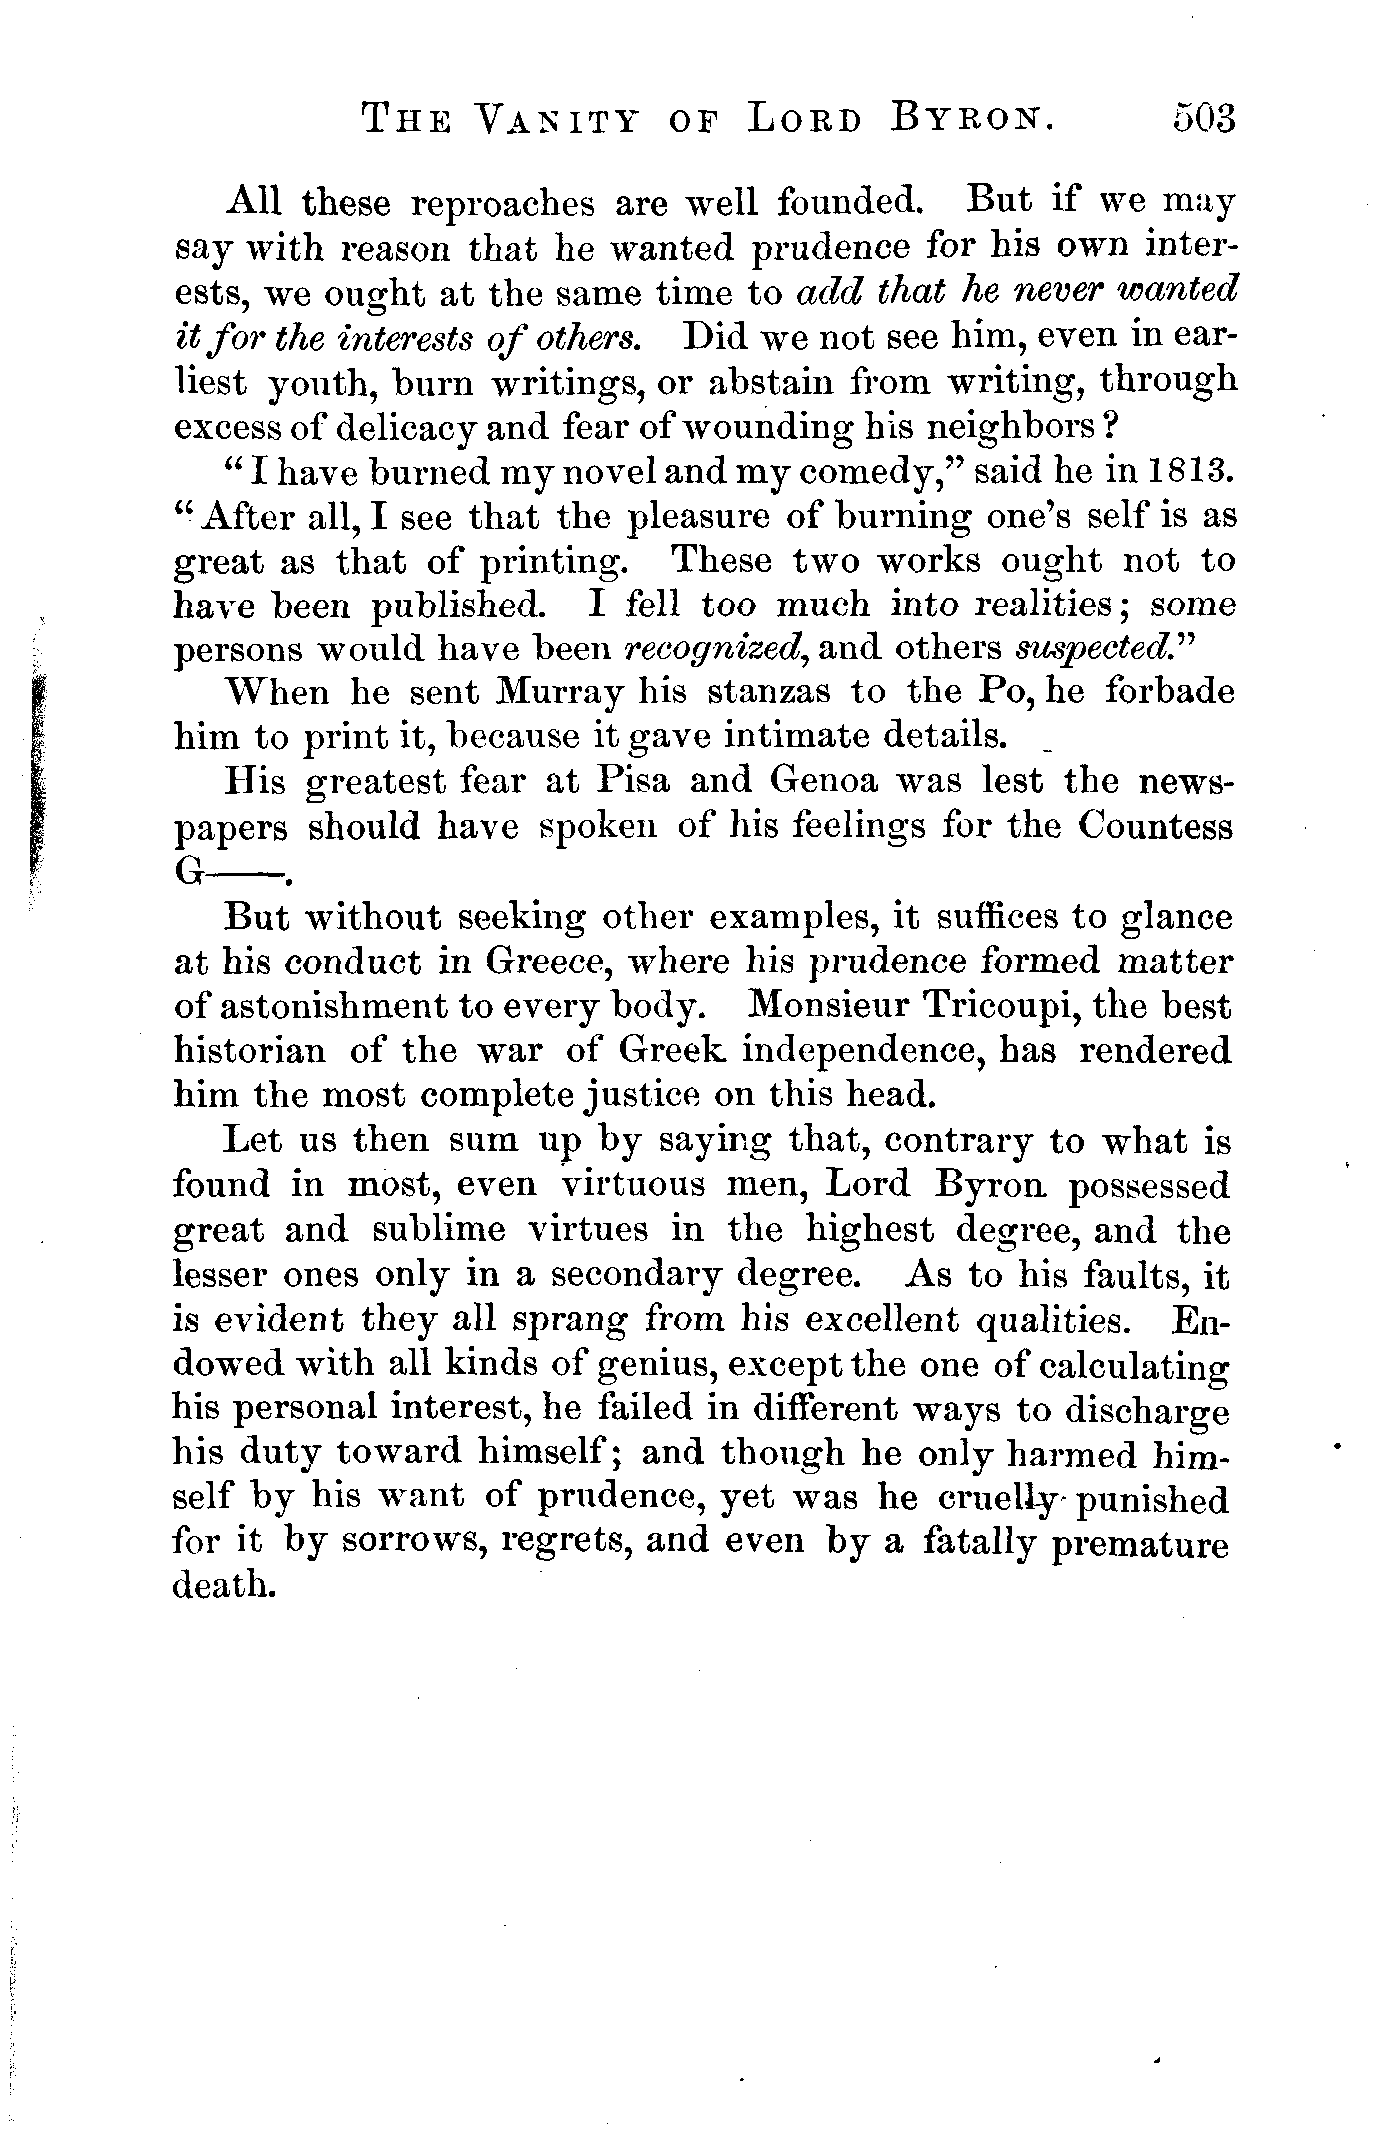 THE VANITY OF LORD BYRON. 503
All these reproaches are well founded. But if we may
say with reason that he wanted prudence for his own inter-
ests, we ought at the same time to add that he never wanted
it for the interests of others. Did we not see him, even in ear-
liest youth, burn writings, or abstain from writing, through
excess of delicacy and fear of wounding his neighbors?
"I have burned my novel and my comedy," said he in 1813.
"After all, I see that the pleasure of burning one's self is as
great as that of printing. These two works ought not to
have been published. I fell too much into realities; some
persons would have been recognized, and others suspected."
When he sent Murray his stanzas to the Po, he forbade
him to print it, because it gave intimate details.
His greatest fear at Pisa and Genoa was lest the news-
papers should have spoken of his feelings for the Countess
G——.
But without seeking other examples, it suffices to glance
at his conduct in Greece, where his prudence formed matter
of astonishment to every body. Monsieur Tricoupi, the best
historian of the war of Greek independence, has rendered
him the most complete justice on this head.
Let us then sum up by saying that, contrary to what is
found in most, even virtuous men, Lord Byron possessed
great and sublime virtues in the highest degree, and the
lesser ones only in a secondary degree. As to his faults, it
is evident they all sprang from his excellent qualities. En-
dowed with all kinds of genius, except the one of calculating
his personal interest, he failed in different ways to discharge
his duty toward himself; and though he only harmed him-
self by his want of prudence, yet was he cruelly punished
for it by sorrows, regrets, and even by a fatally premature
death.